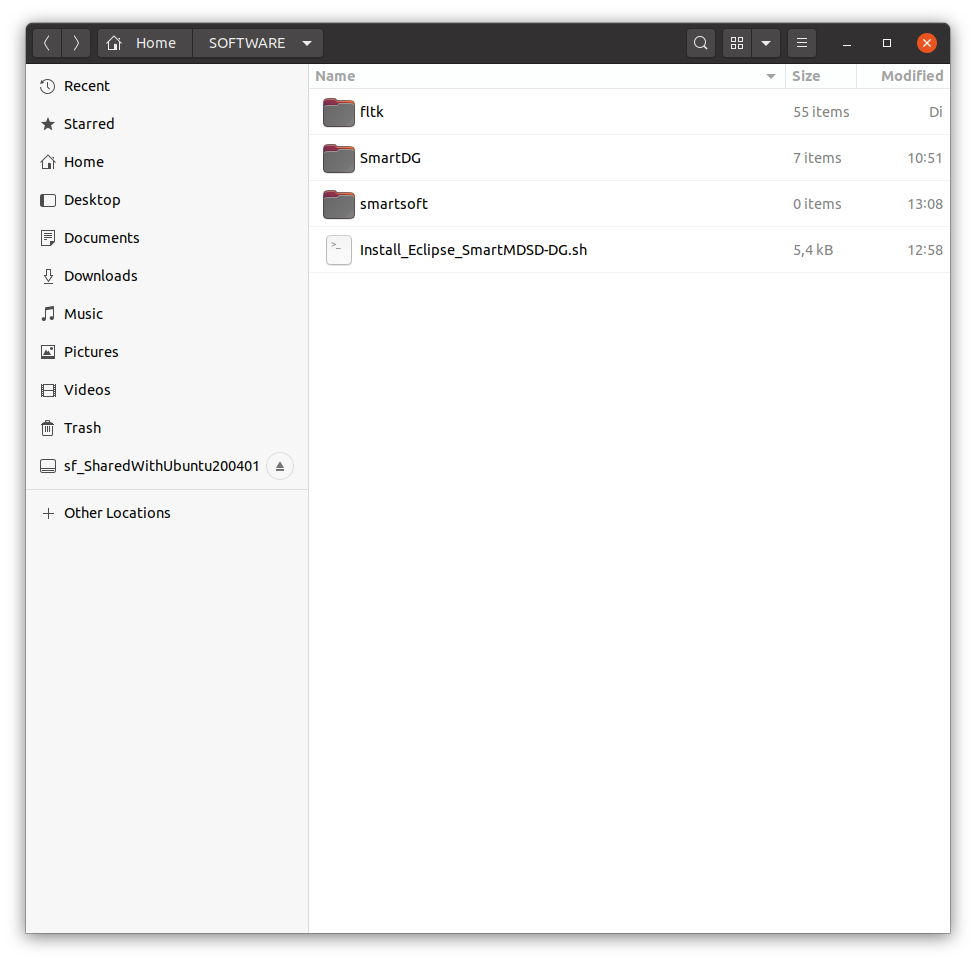 Home SOFTWARE
Recent
Starred
Home
Desktop
Documents
Downloads
Music
Pictures
Videos
Trash
sf_SharedWithUbuntu200401
Other Locations
Name Size Modified
fltk 55 items Di
SmartDG 7 items 10:51
smartsoft 0 items 13:08
Install_Eclipse_SmartMDSD-DG.sh 5,4 kB 12:58